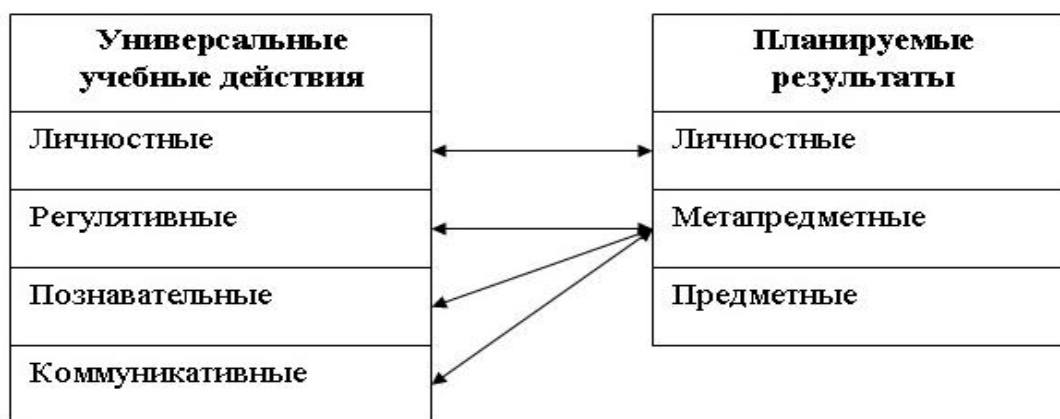 Универсальные
учебные действия
Личностные
Регулятивные
Познавательные
Коммуникативные
Планируемые
результаты
Личностные
Метапредметные
Предметные